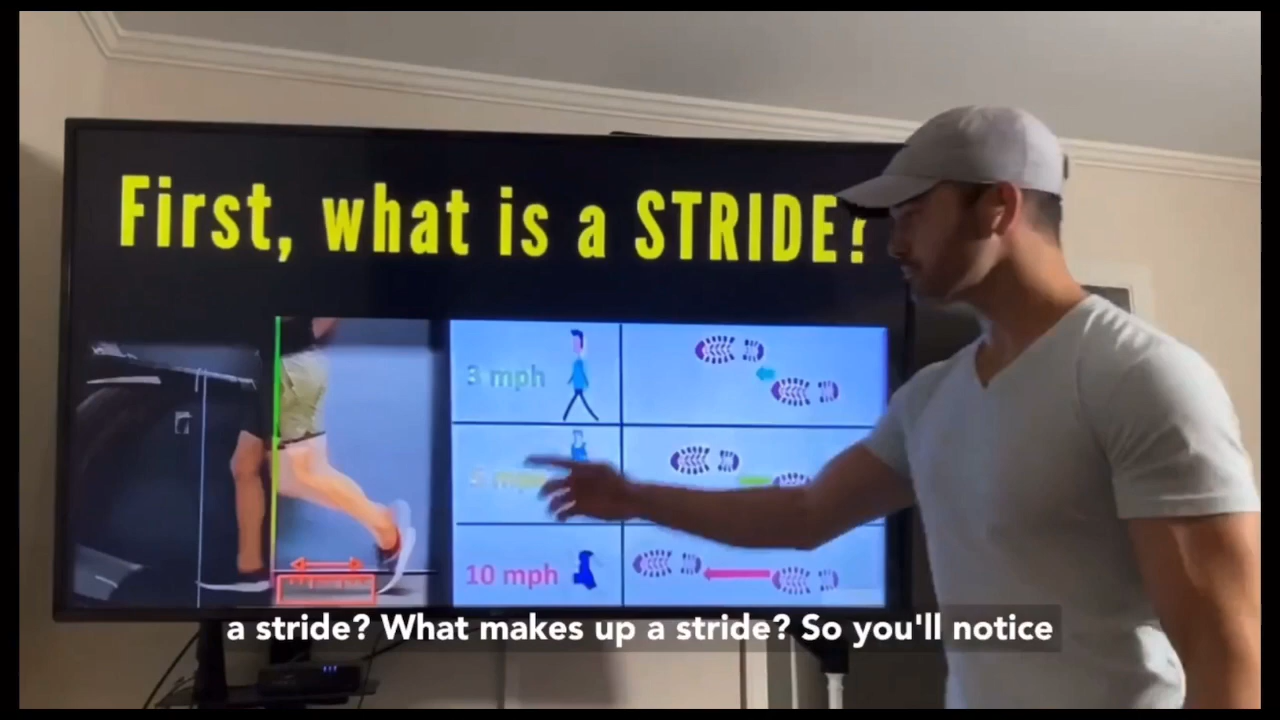 First, what is a STRIDE?
3 mph
10 mph
a stride? What makes up a stride? So you'll notice